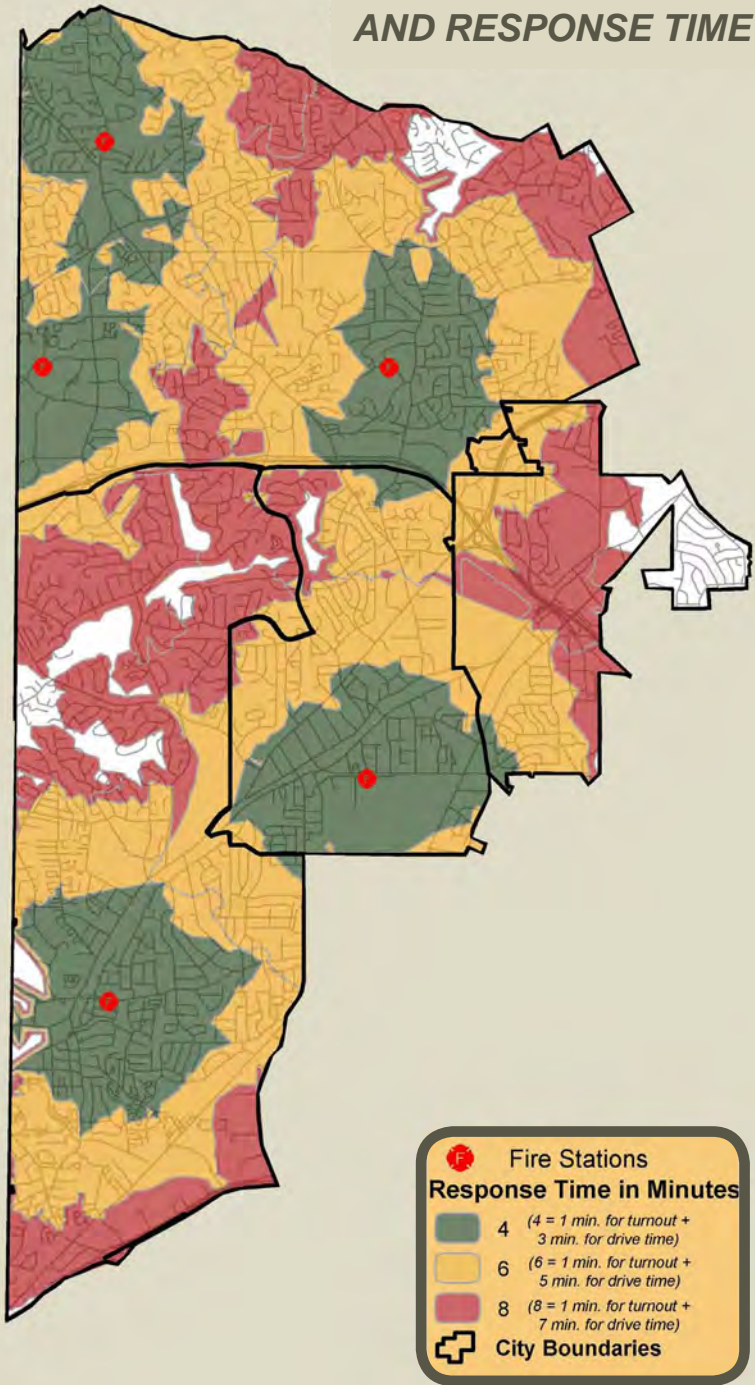 AND RESPONSE TIME
F
F
F
F
F
F Fire Stations
Response Time in Minutes
4 (4 = 1 min. for turnout +
3 min. for drive time)
6 (6 = 1 min. for turnout +
5 min. for drive time)
8 (8 = 1 min. for turnout +
7 min. for drive time)
City Boundaries